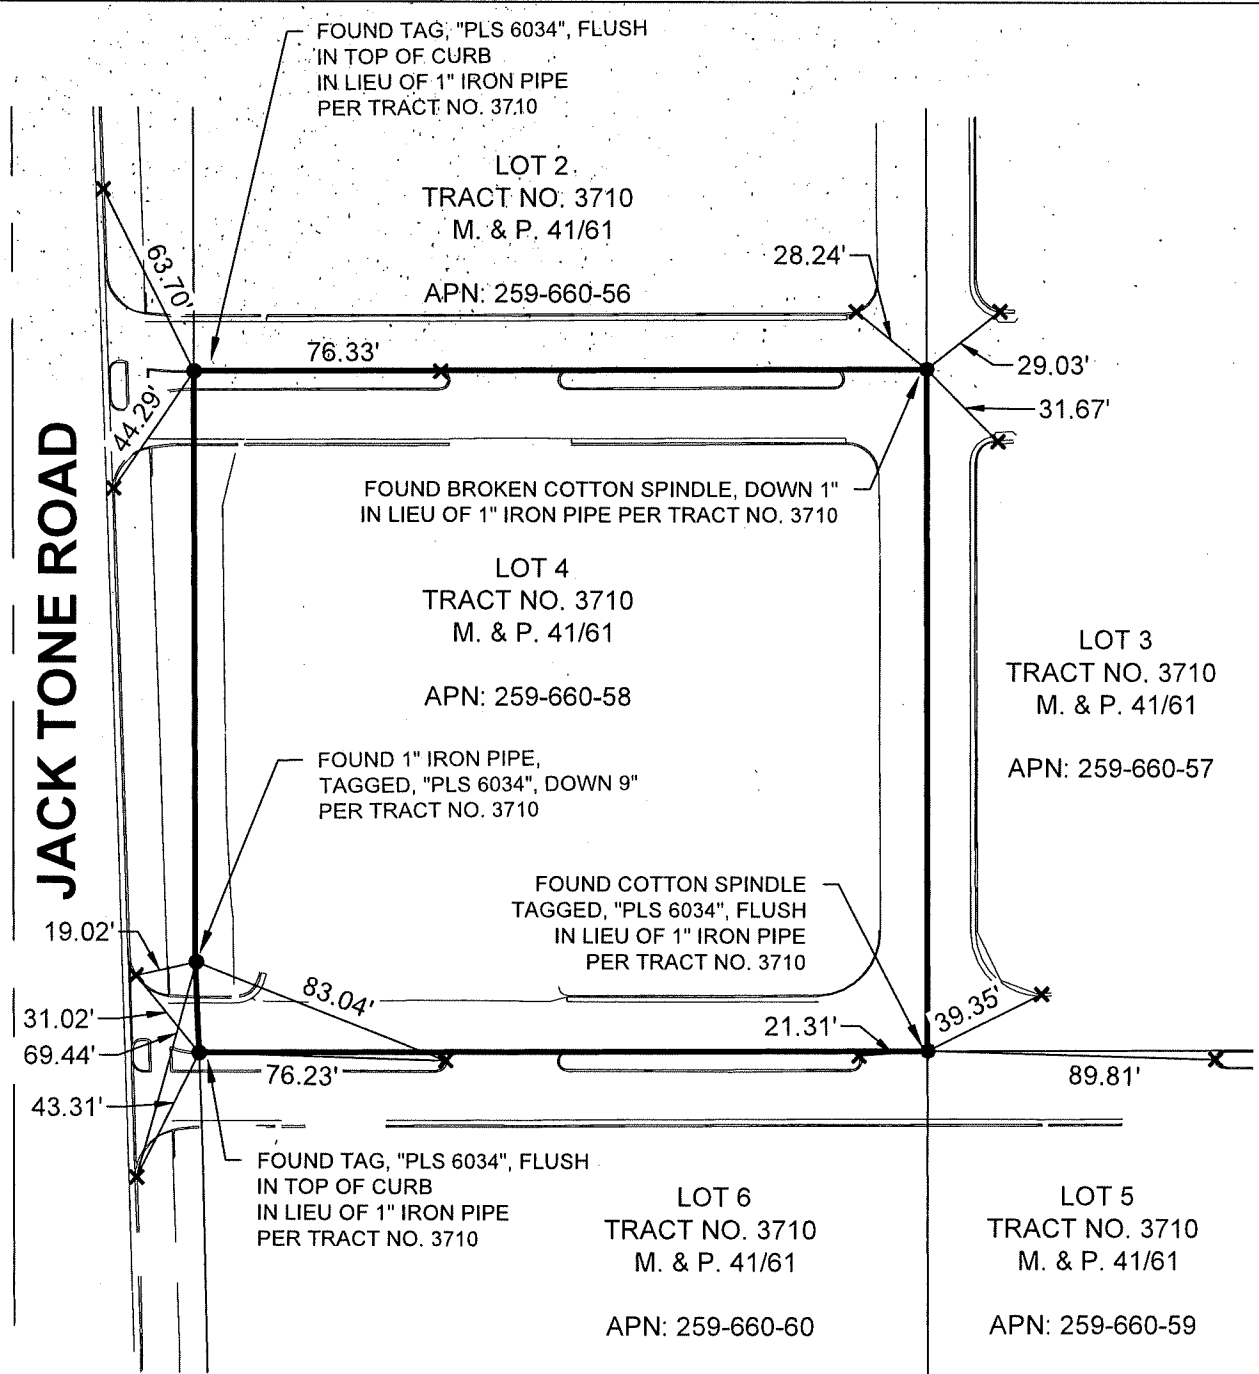 FOUND TAG, "PLS 6034", FLUSH
IN TOP OF CURB
IN LIEU OF 1" IRON PIPE
PER TRACT NO. 3710
LOT 2
TRACT NO. 3710
M. & P. 41/61
APN: 259-660-56
63.70'
28.24'
76.33'
29.03'
31.67'
44.29'
JACK TONE ROAD
FOUND BROKEN COTTON SPINDLE, DOWN 1"
IN LIEU OF 1" IRON PIPE PER TRACT NO. 3710
LOT 4
TRACT NO. 3710
M. & P. 41/61
APN: 259-660-58
LOT 3
TRACT NO. 3710
M. & P. 41/61
APN: 259-660-57
FOUND 1" IRON PIPE,
TAGGED, "PLS 6034", DOWN 9"
PER TRACT NO. 3710
FOUND COTTON SPINDLE
TAGGED, "PLS 6034", FLUSH
IN LIEU OF 1" IRON PIPE
PER TRACT NO. 3710
19.02'
83.04'
39.35'
31.02'
21.31'
69.44'
76.23'
89.81'
43.31'
FOUND TAG, "PLS 6034", FLUSH
IN TOP OF CURB
IN LIEU OF 1" IRON PIPE
PER TRACT NO. 3710
LOT 6
TRACT NO. 3710
M. & P. 41/61
APN: 259-660-60
LOT 5
TRACT NO. 3710
M. & P. 41/61
APN: 259-660-59